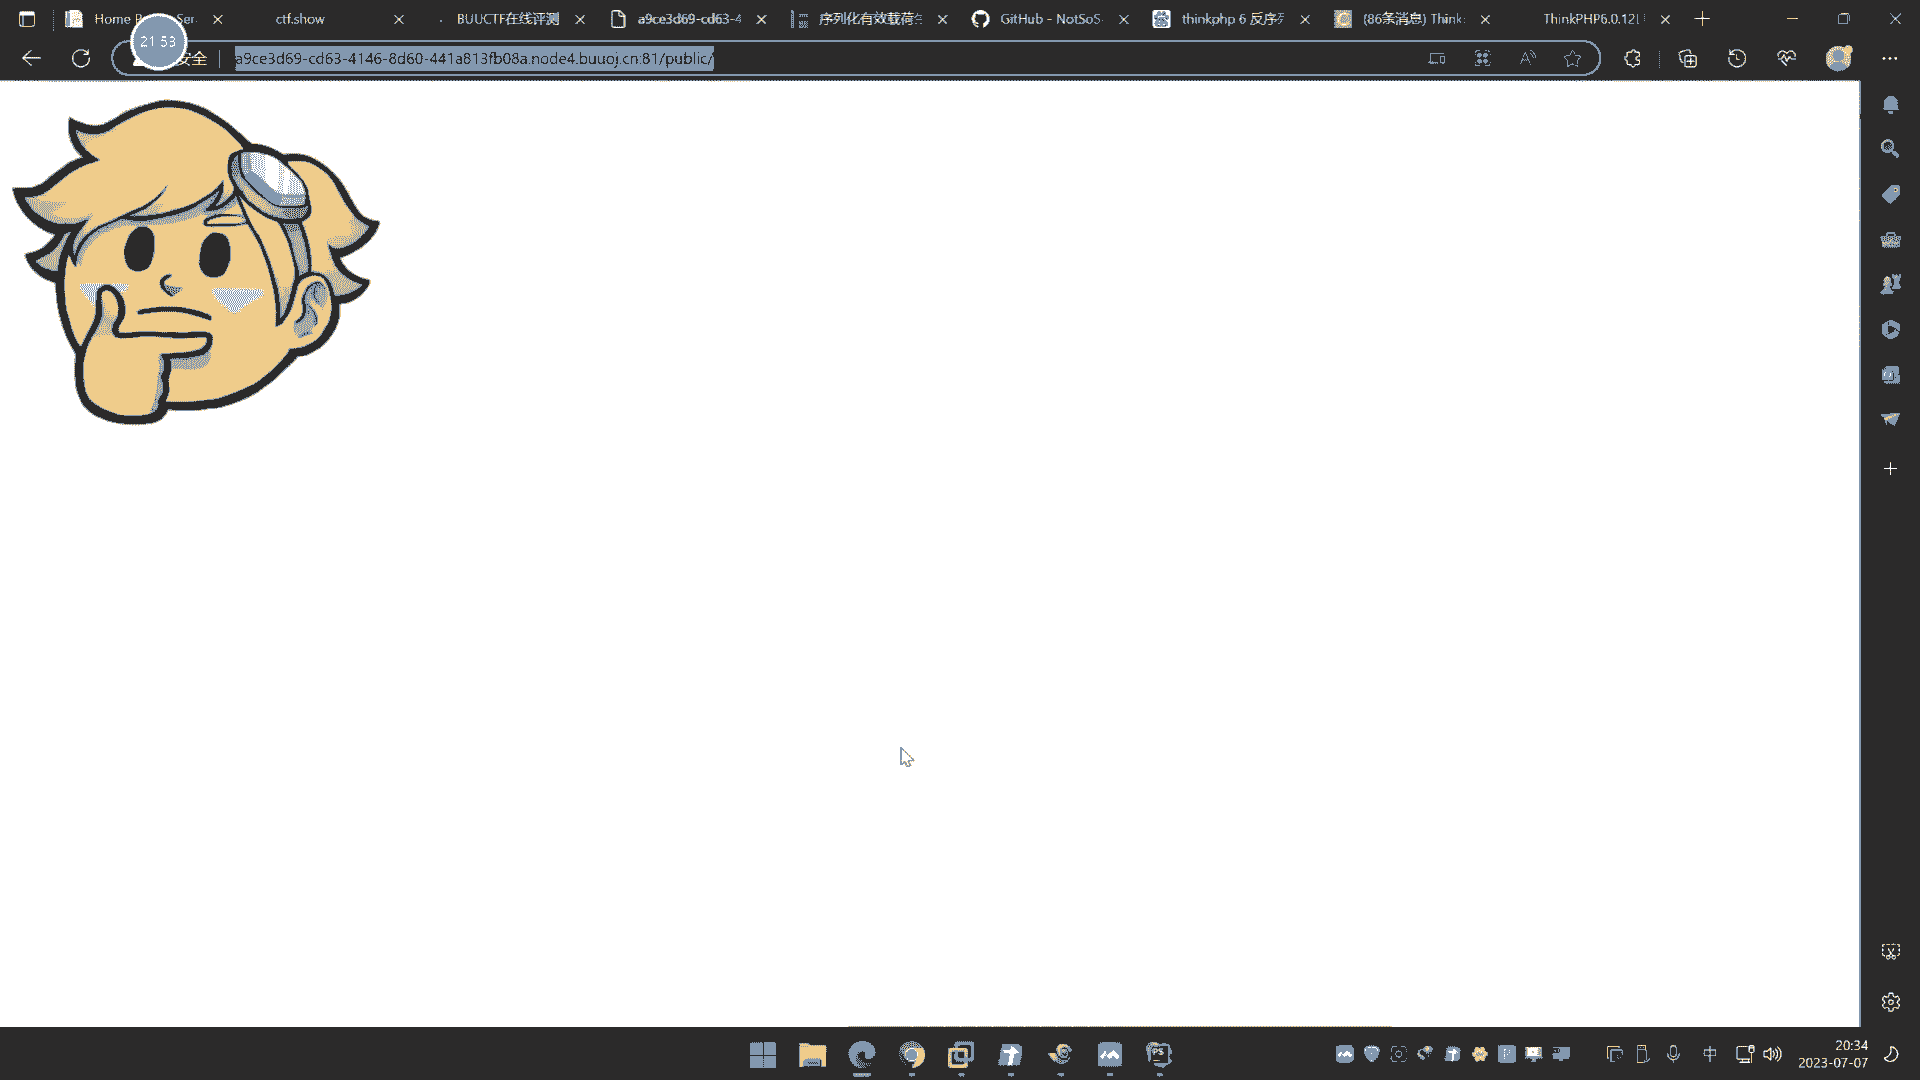 Home P
Ser
ctf.show
BUUCTF在线评测
a9ce3d69-cd63-4
序列化有效载荷生
GitHub - NotSoS
thinkphp 6 反序列
(86条消息) Think
ThinkPHP6.0.12L
21 53
安全
a9ce3d69-cd63-4146-8d60-441a813fb08a.node4.buuoj.cn:81/public/
中
20:34
2023-07-07